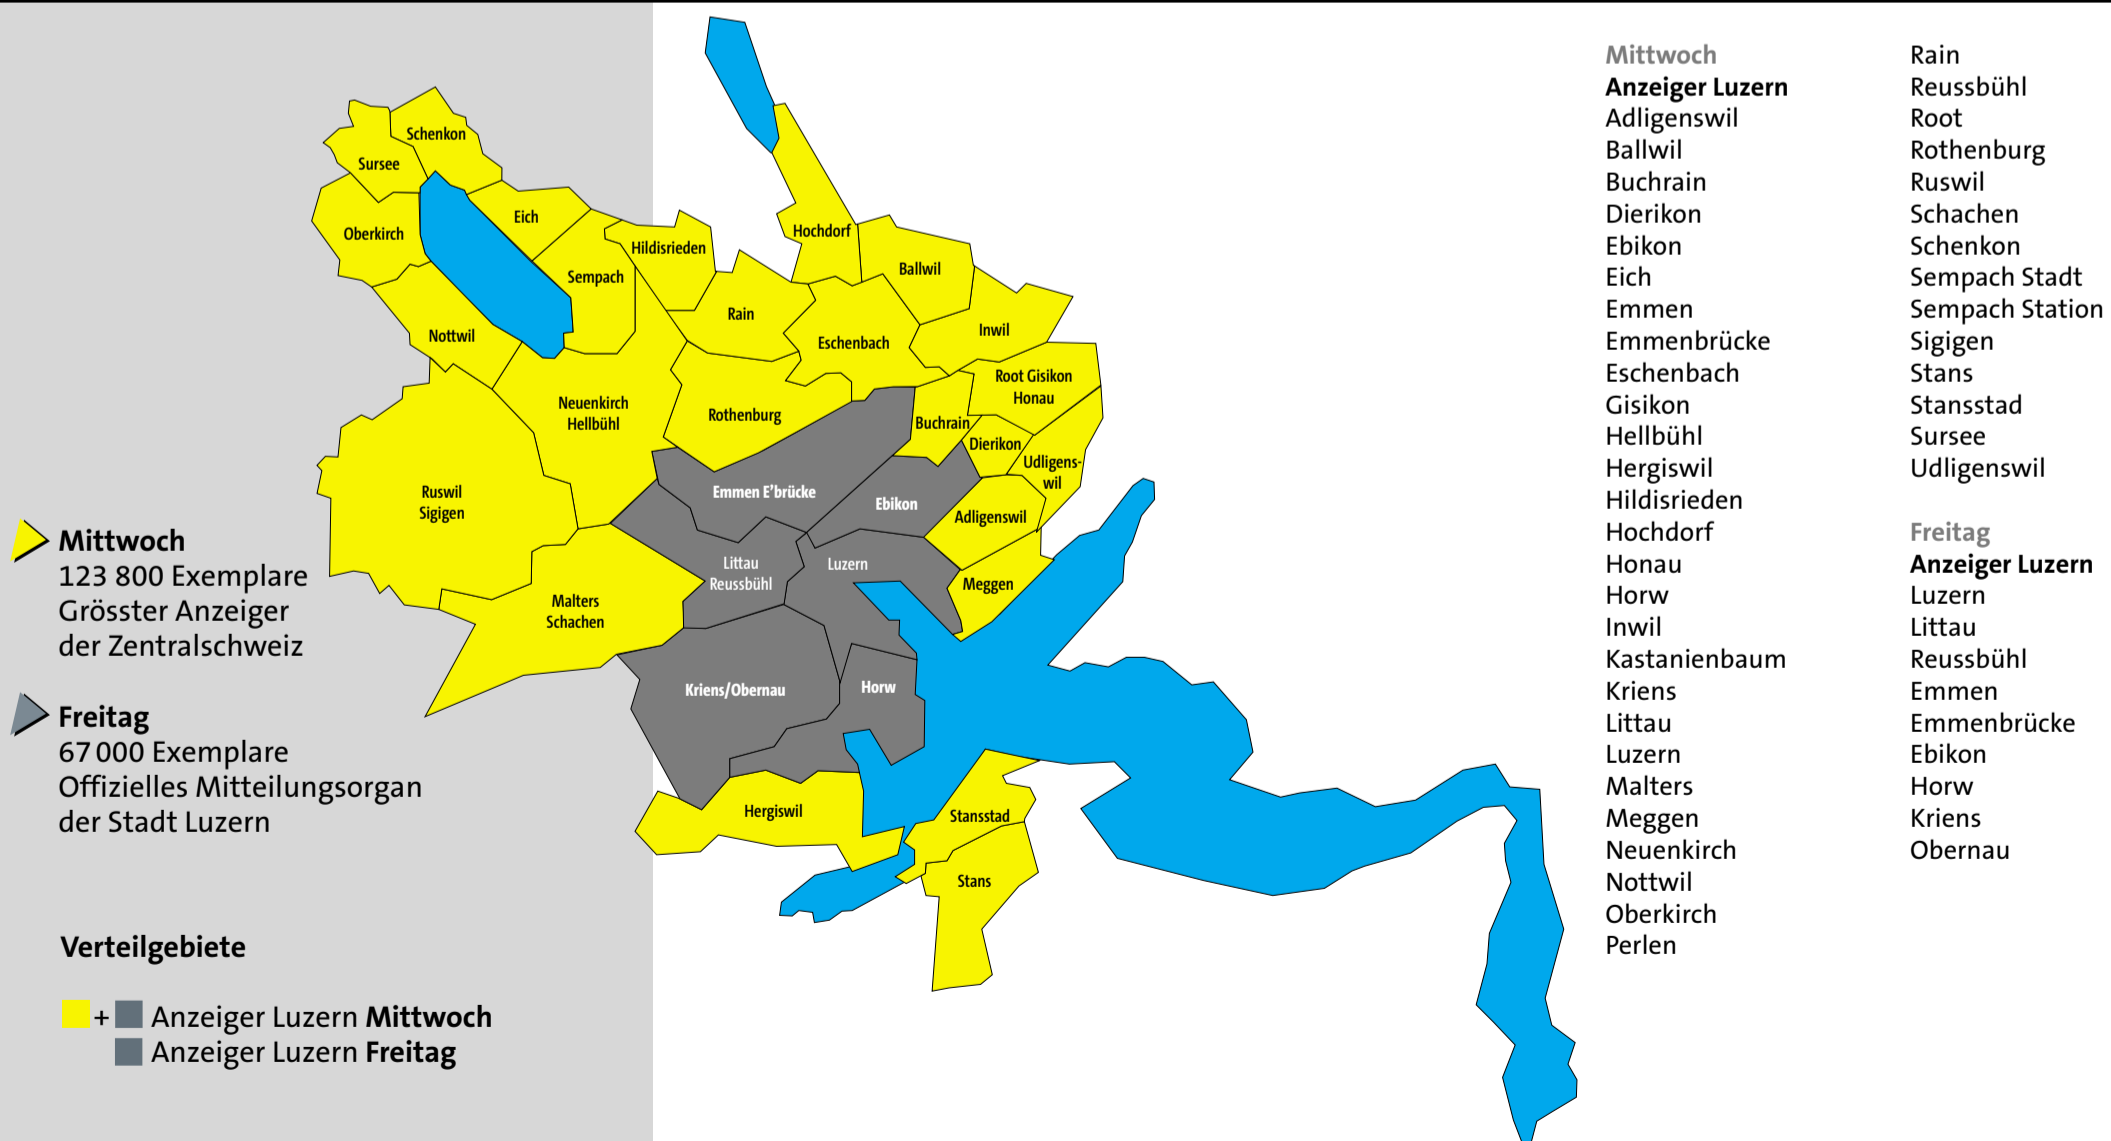 Schenkon
Sursee
Oberkirch
Eich
Hildisrieden
Sempach
Nottwil
Rain
Hochdorf
Ballwil
Inwil
Eschenbach
Root Gisikon
Honau
Neuenkirch
Hellbühl
Rothenburg
Buchrain
Dierikon
Udligens-
wil
Ruswil
Sigigen
Emmen E'brücke
Ebikon
Adligenswil
Littau
Reussbühl
Luzern
Meggen
Malters
Schachen
Kriens/Obernau
Horw
Hergiswil
Stansstad
Stans
Mittwoch
123 800 Exemplare
Grösster Anzeiger
der Zentralschweiz
Freitag
67 000 Exemplare
Offizielles Mitteilungsorgan
der Stadt Luzern
Verteilgebiete
+ Anzeiger Luzern Mittwoch
Anzeiger Luzern Freitag
Mittwoch
Anzeiger Luzern
Adligenswil
Ballwil
Buchrain
Dierikon
Ebikon
Eich
Emmen
Emmenbrücke
Eschenbach
Gisikon
Hellbühl
Hergiswil
Hildisrieden
Hochdorf
Honau
Horw
Inwil
Kastanienbaum
Kriens
Littau
Luzern
Malters
Meggen
Neuenkirch
Nottwil
Oberkirch
Perlen
Rain
Reussbühl
Root
Rothenburg
Ruswil
Schachen
Schenkon
Sempach Stadt
Sempach Station
Sigigen
Stans
Stansstad
Sursee
Udligenswil
Freitag
Anzeiger Luzern
Luzern
Littau
Reussbühl
Emmen
Emmenbrücke
Ebikon
Horw
Kriens
Obernau